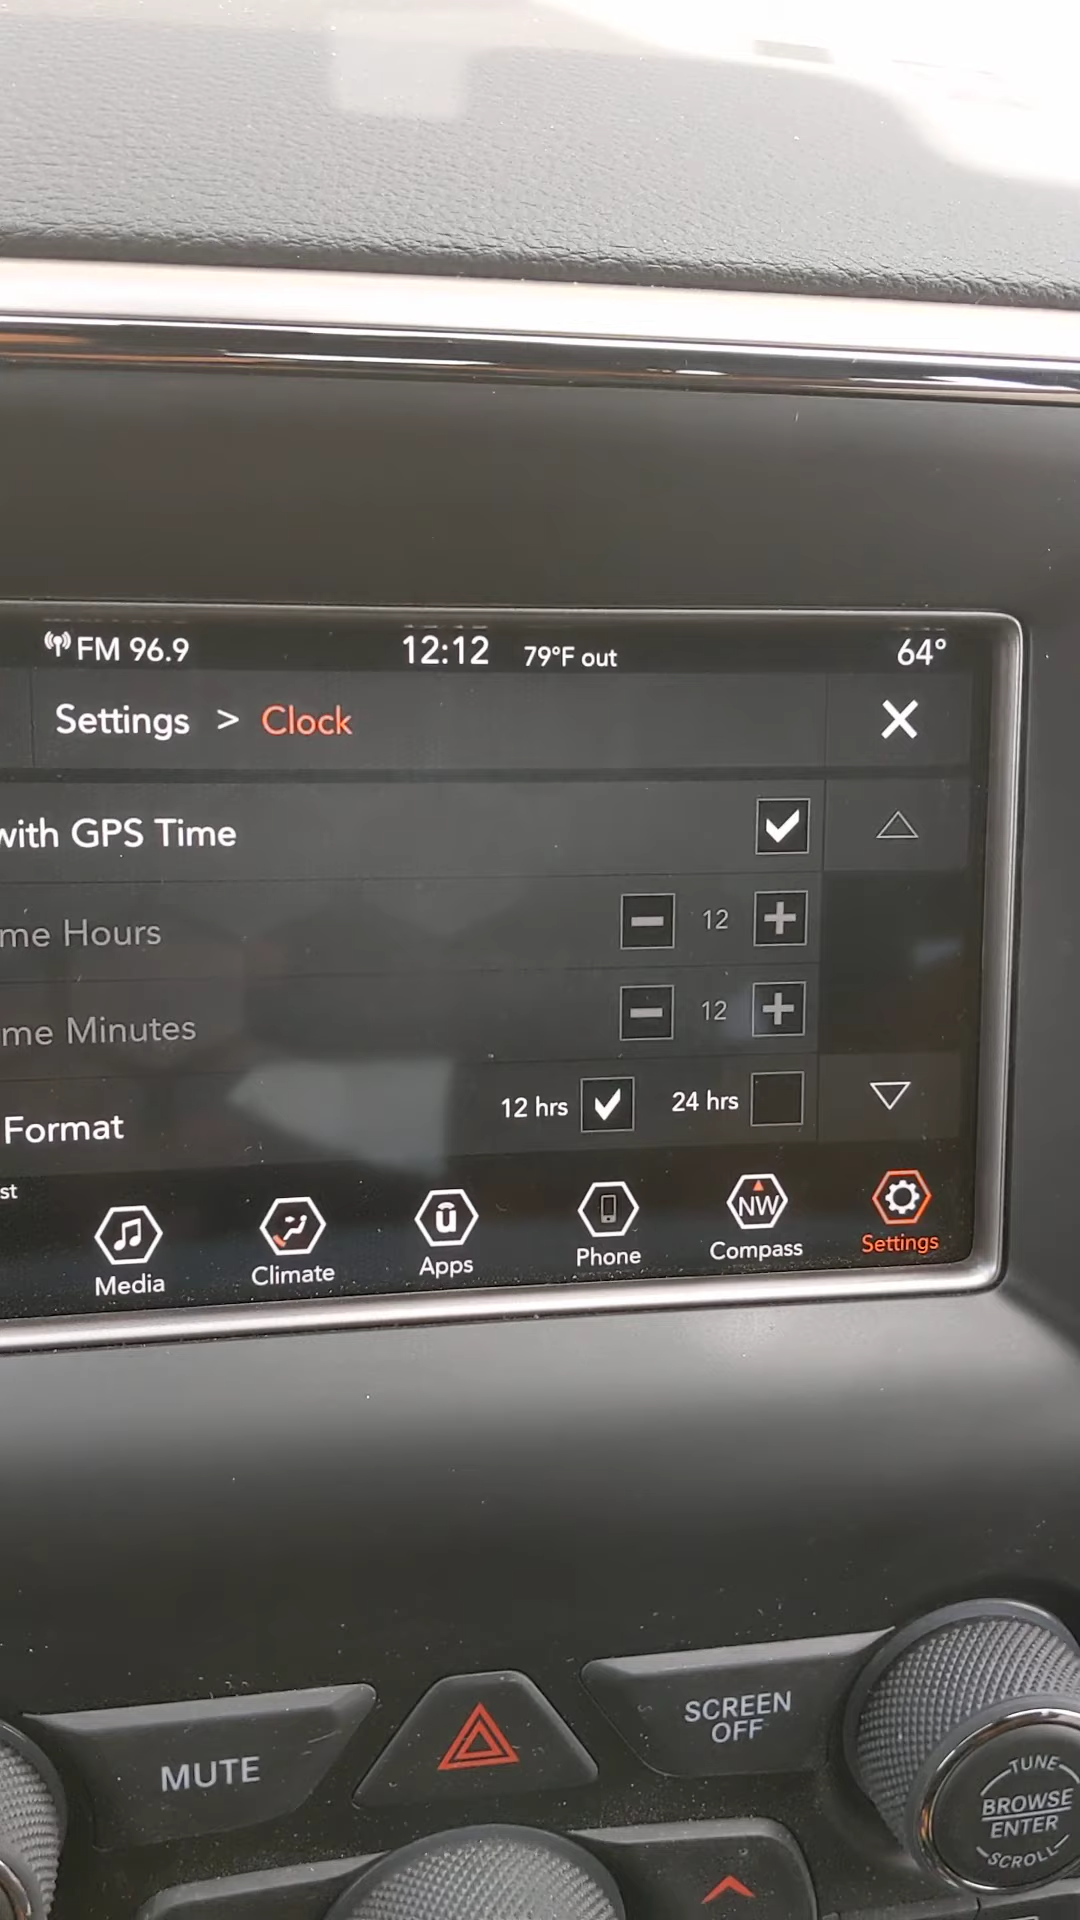 FM 96.9 12:12 79°F out 64°
Settings > Clock
with GPS Time
me Hours 12
me Minutes 12
Format 12 hrs 24 hrs
st
Media Climate Apps Phone NW Compass Settings
MUTE
SCREEN
OFF
TUNE
BROWSE
ENTER
SCROLL